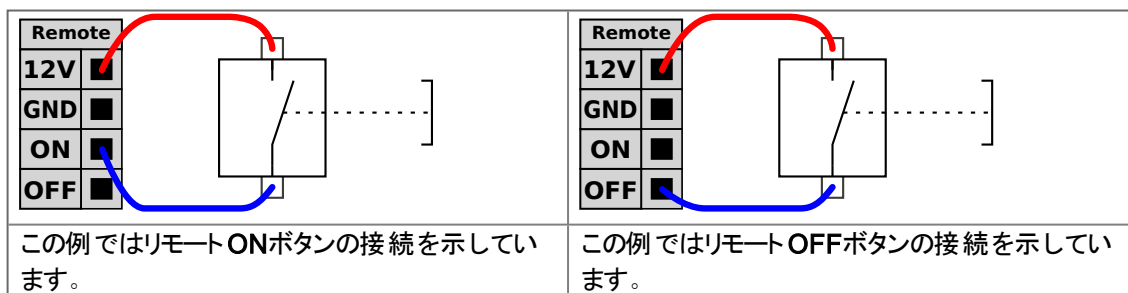 Remote
12V
GND
ON
OFF
この例ではリモートONボタンの接続を示してい
ます。
Remote
12V
GND
ON
OFF
この例ではリモートOFFボタンの接続を示してい
ます。